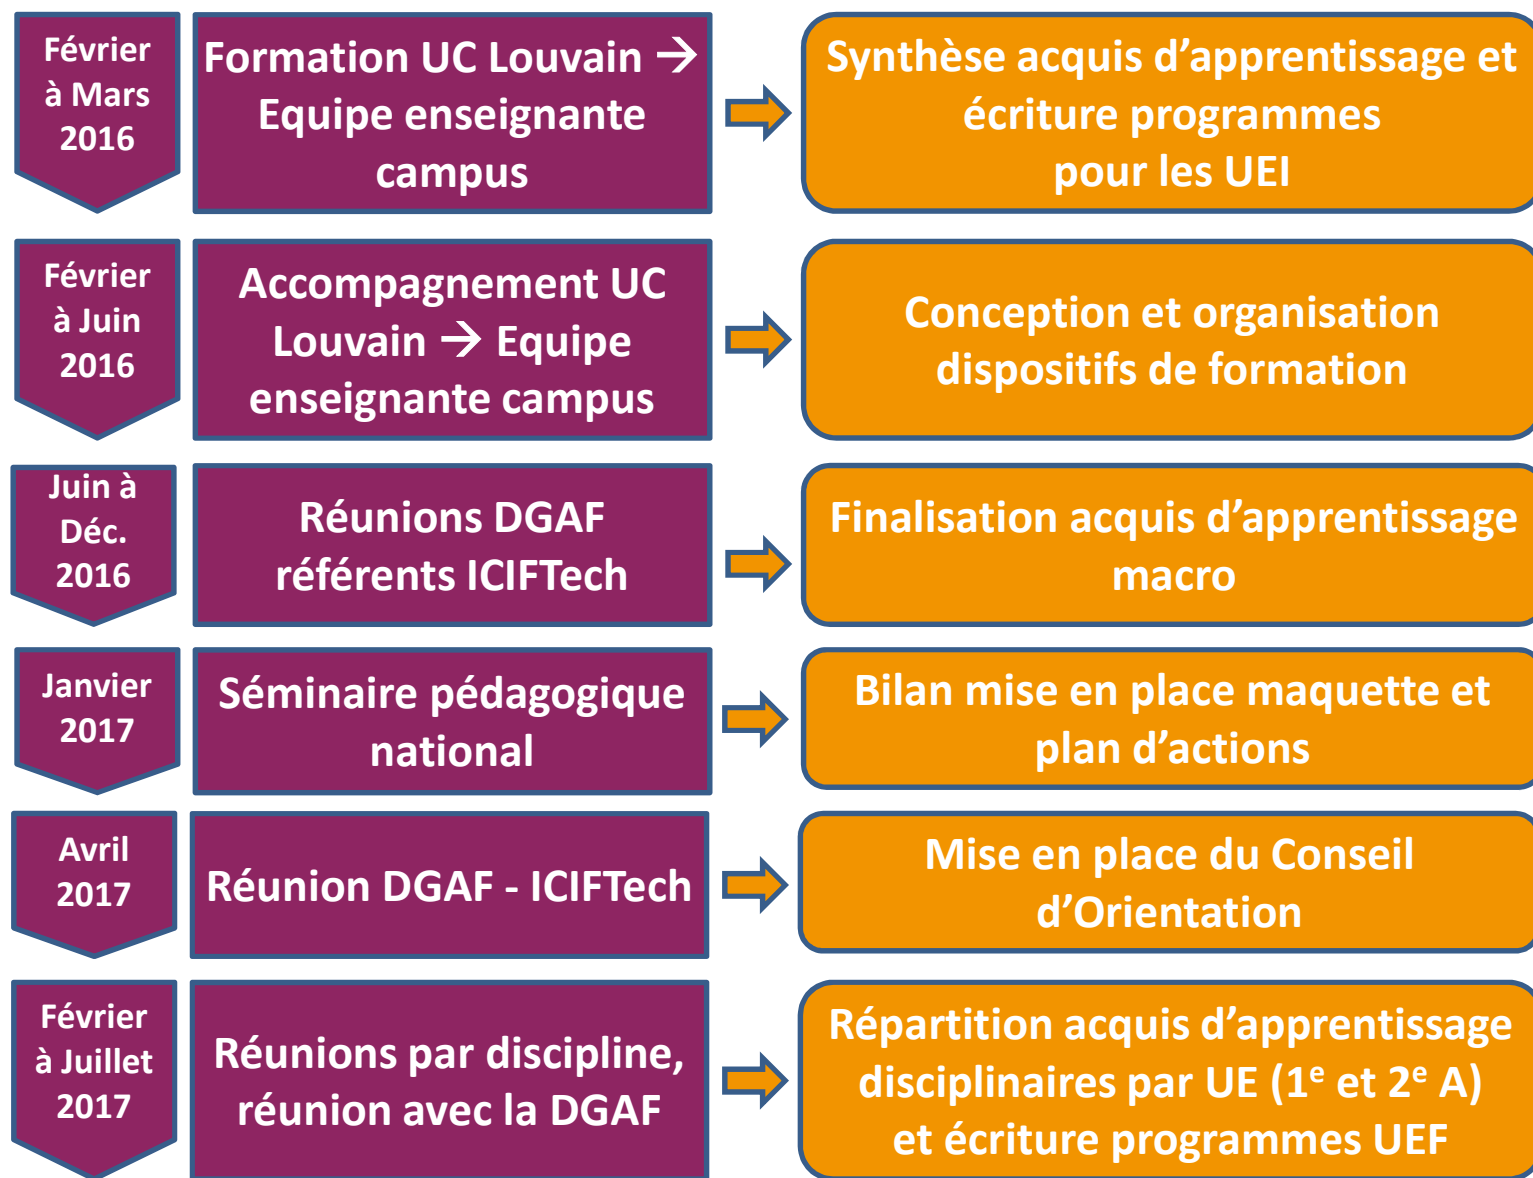 Février
à Mars
2016
Formation UC Louvain →
Equipe enseignante
campus
Synthèse acquis d’apprentissage et
écriture programmes
pour les UEI
Février
à Juin
2016
Accompagnement UC
Louvain → Equipe
enseignante campus
Conception et organisation
dispositifs de formation
Juin à
Déc.
2016
Réunions DGAF
référents ICIFTech
Finalisation acquis d’apprentissage
macro
Janvier
2017
Séminaire pédagogique
national
Bilan mise en place maquette et
plan d’actions
Avril
2017
Réunion DGAF - ICIFTech
Mise en place du Conseil
d’Orientation
Février
à Juillet
2017
Réunions par discipline,
réunion avec la DGAF
Répartition acquis d’apprentissage
disciplinaires par UE (1e et 2e A)
et écriture programmes UEF